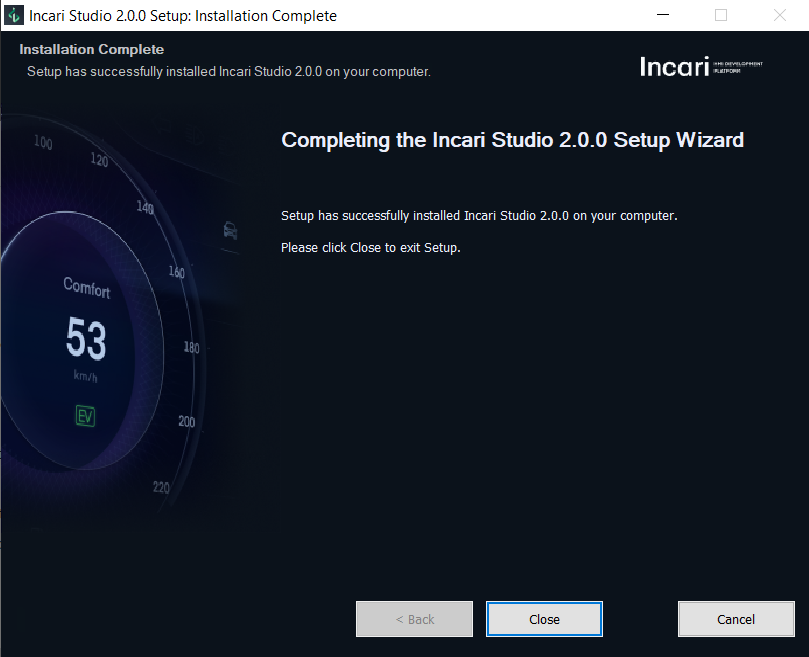 Incari Studio 2.0.0 Setup: Installation Complete
Installation Complete
Setup has successfully installed Incari Studio 2.0.0 on your computer.
Incari HMI DEVELOPMENT
PLATFORM
Completing the Incari Studio 2.0.0 Setup Wizard
Setup has successfully installed Incari Studio 2.0.0 on your computer.
Please click Close to exit Setup.
100
120
140
160
180
200
220
Comfort
53
km/h
EV
< Back
Close
Cancel